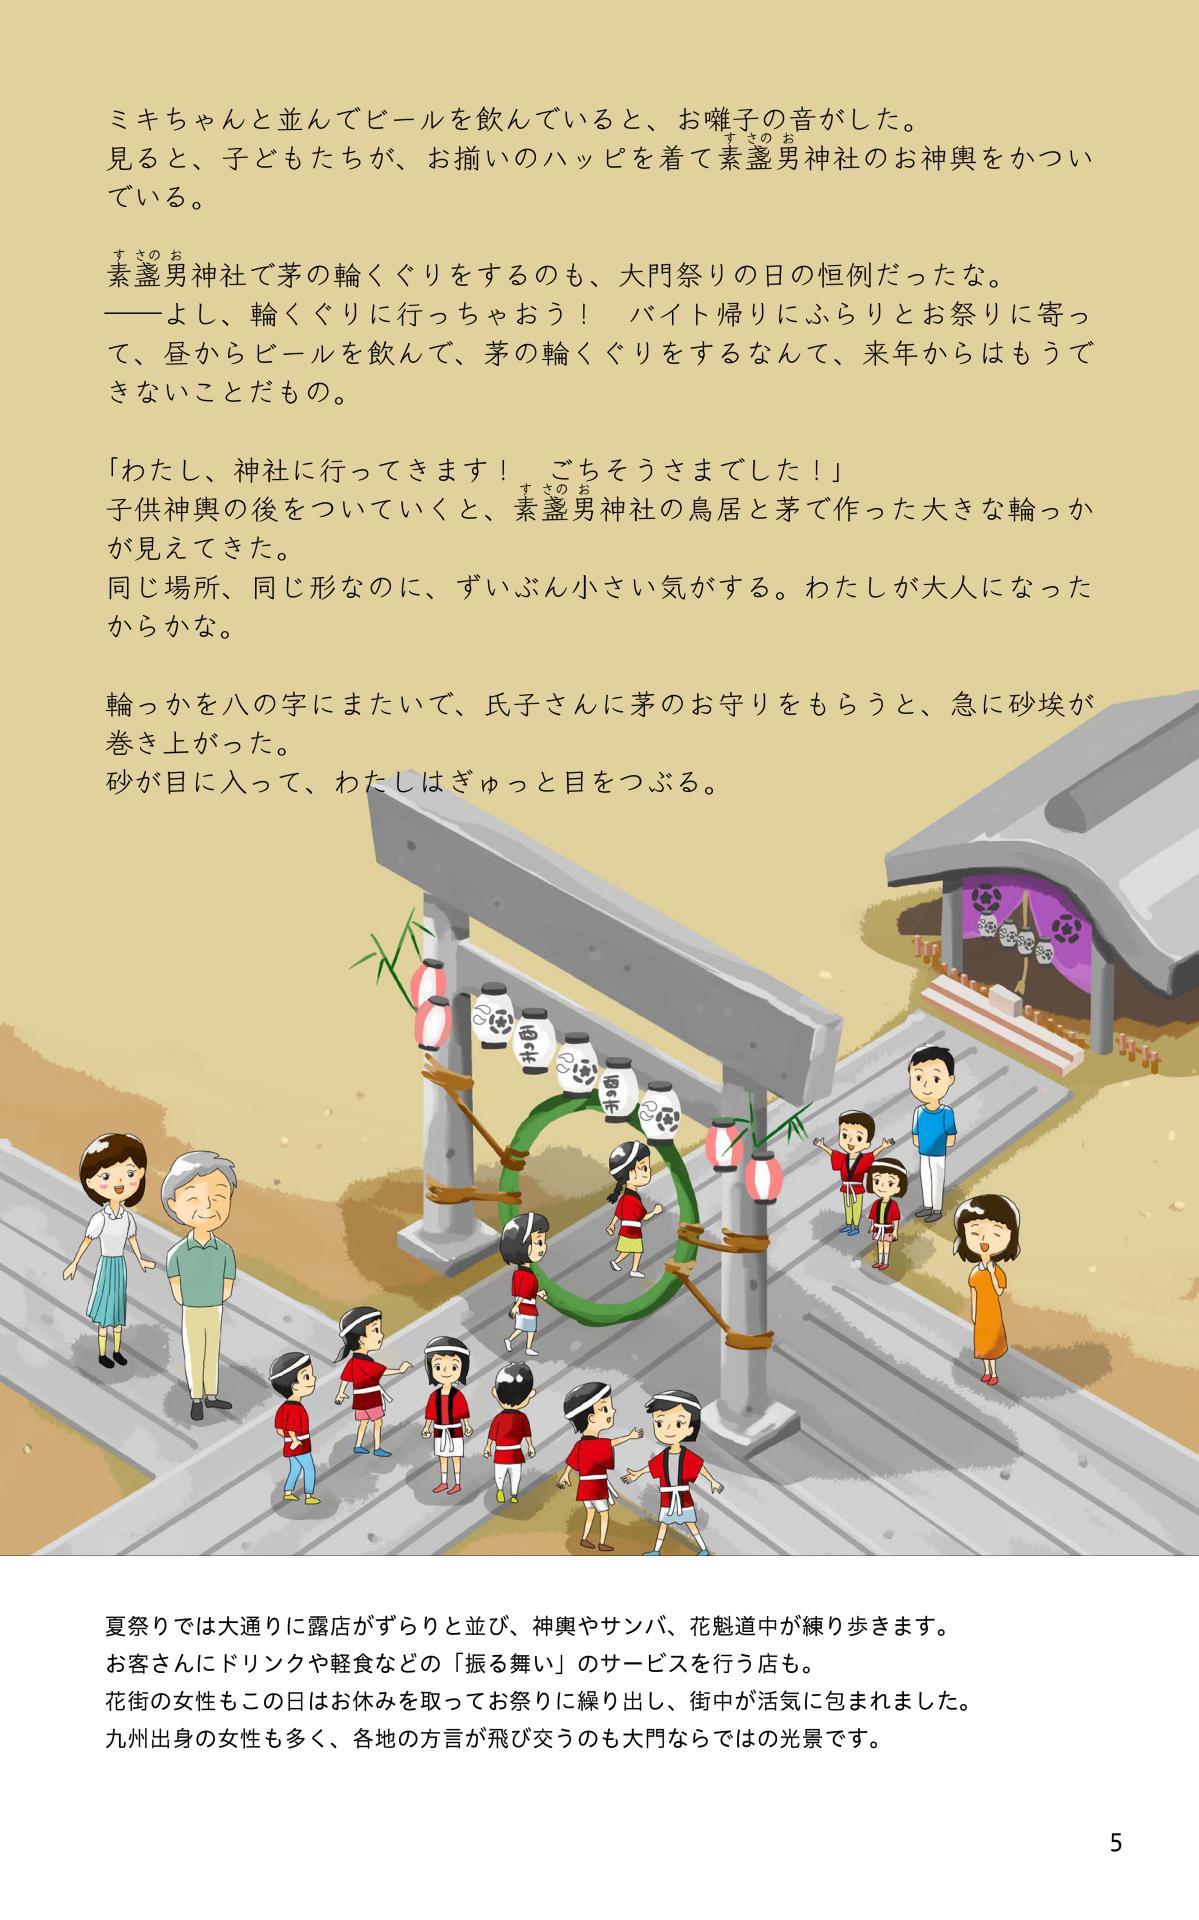 ミキちゃんと並んでビールを飲んでいると、お囃子の音がした。
見ると、子どもたちが、お揃いのハッピを着て素盞男神社のお神輿をかつい
でいる。
素盞男神社で茅の輪くぐりをするのも、大門祭りの日の恒例だったな。
――よし、輪くぐりに行っちゃおう！　バイト帰りにふらりとお祭りに寄っ
て、昼からビールを飲んで、茅の輪くぐりをするなんて、来年からはもうで
きないことだもの。
「わたし、神社に行ってきます！　ごちそうさまでした！」
子供神輿の後をついていくと、素盞男神社の鳥居と茅で作った大きな輪っか
が見えてきた。
同じ場所、同じ形なのに、ずいぶん小さい気がする。わたしが大人になった
からかな。
輪っかを八の字にまたいで、氏子さんに茅のお守りをもらうと、急に砂埃が
巻き上がった。
砂が目に入って、わたしはぎゅっと目をつぶる。
酉の市
酉の市
夏祭りでは大通りに露店がずらりと並び、神輿やサンバ、花魁道中が練り歩きます。
お客さんにドリンクや軽食などの「振る舞い」のサービスを行う店も。
花街の女性もこの日はお休みを取ってお祭りに繰り出し、街中が活気に包まれました。
九州出身の女性も多く、各地の方言が飛び交うのも大門ならではの光景です。
5